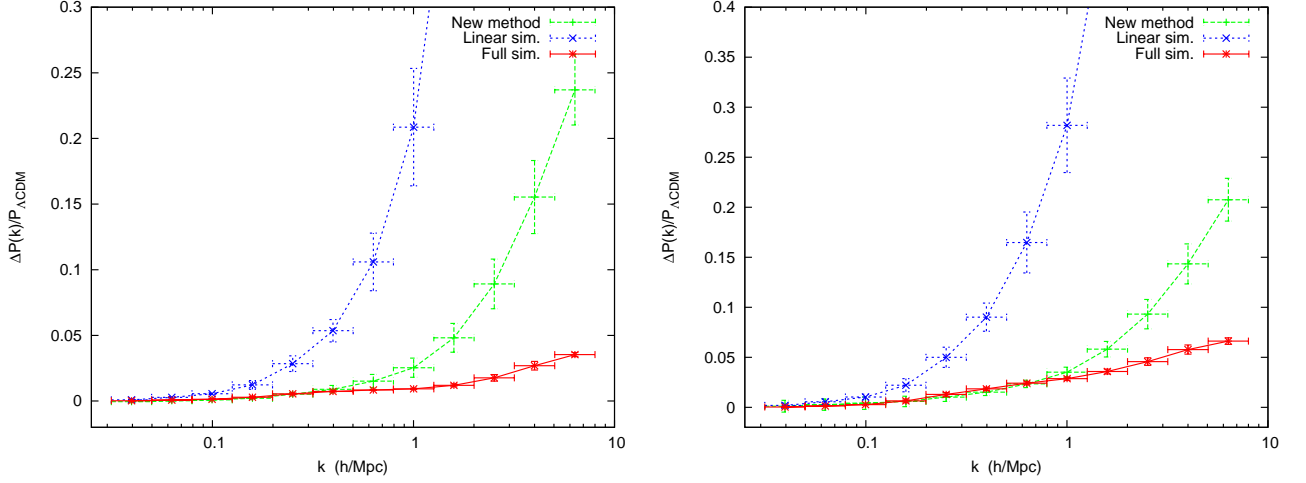 0.3
0.25
0.2
0.15
0.1
0.05
0
ΔP(k)/PΛCDM
New method
Linear sim.
Full sim.
0.1
1
10
k (h/Mpc)
0.4
0.35
0.3
0.25
0.2
0.15
0.1
0.05
0
ΔP(k)/PΛCDM
New method
Linear sim.
Full sim.
0.1
1
10
k (h/Mpc)